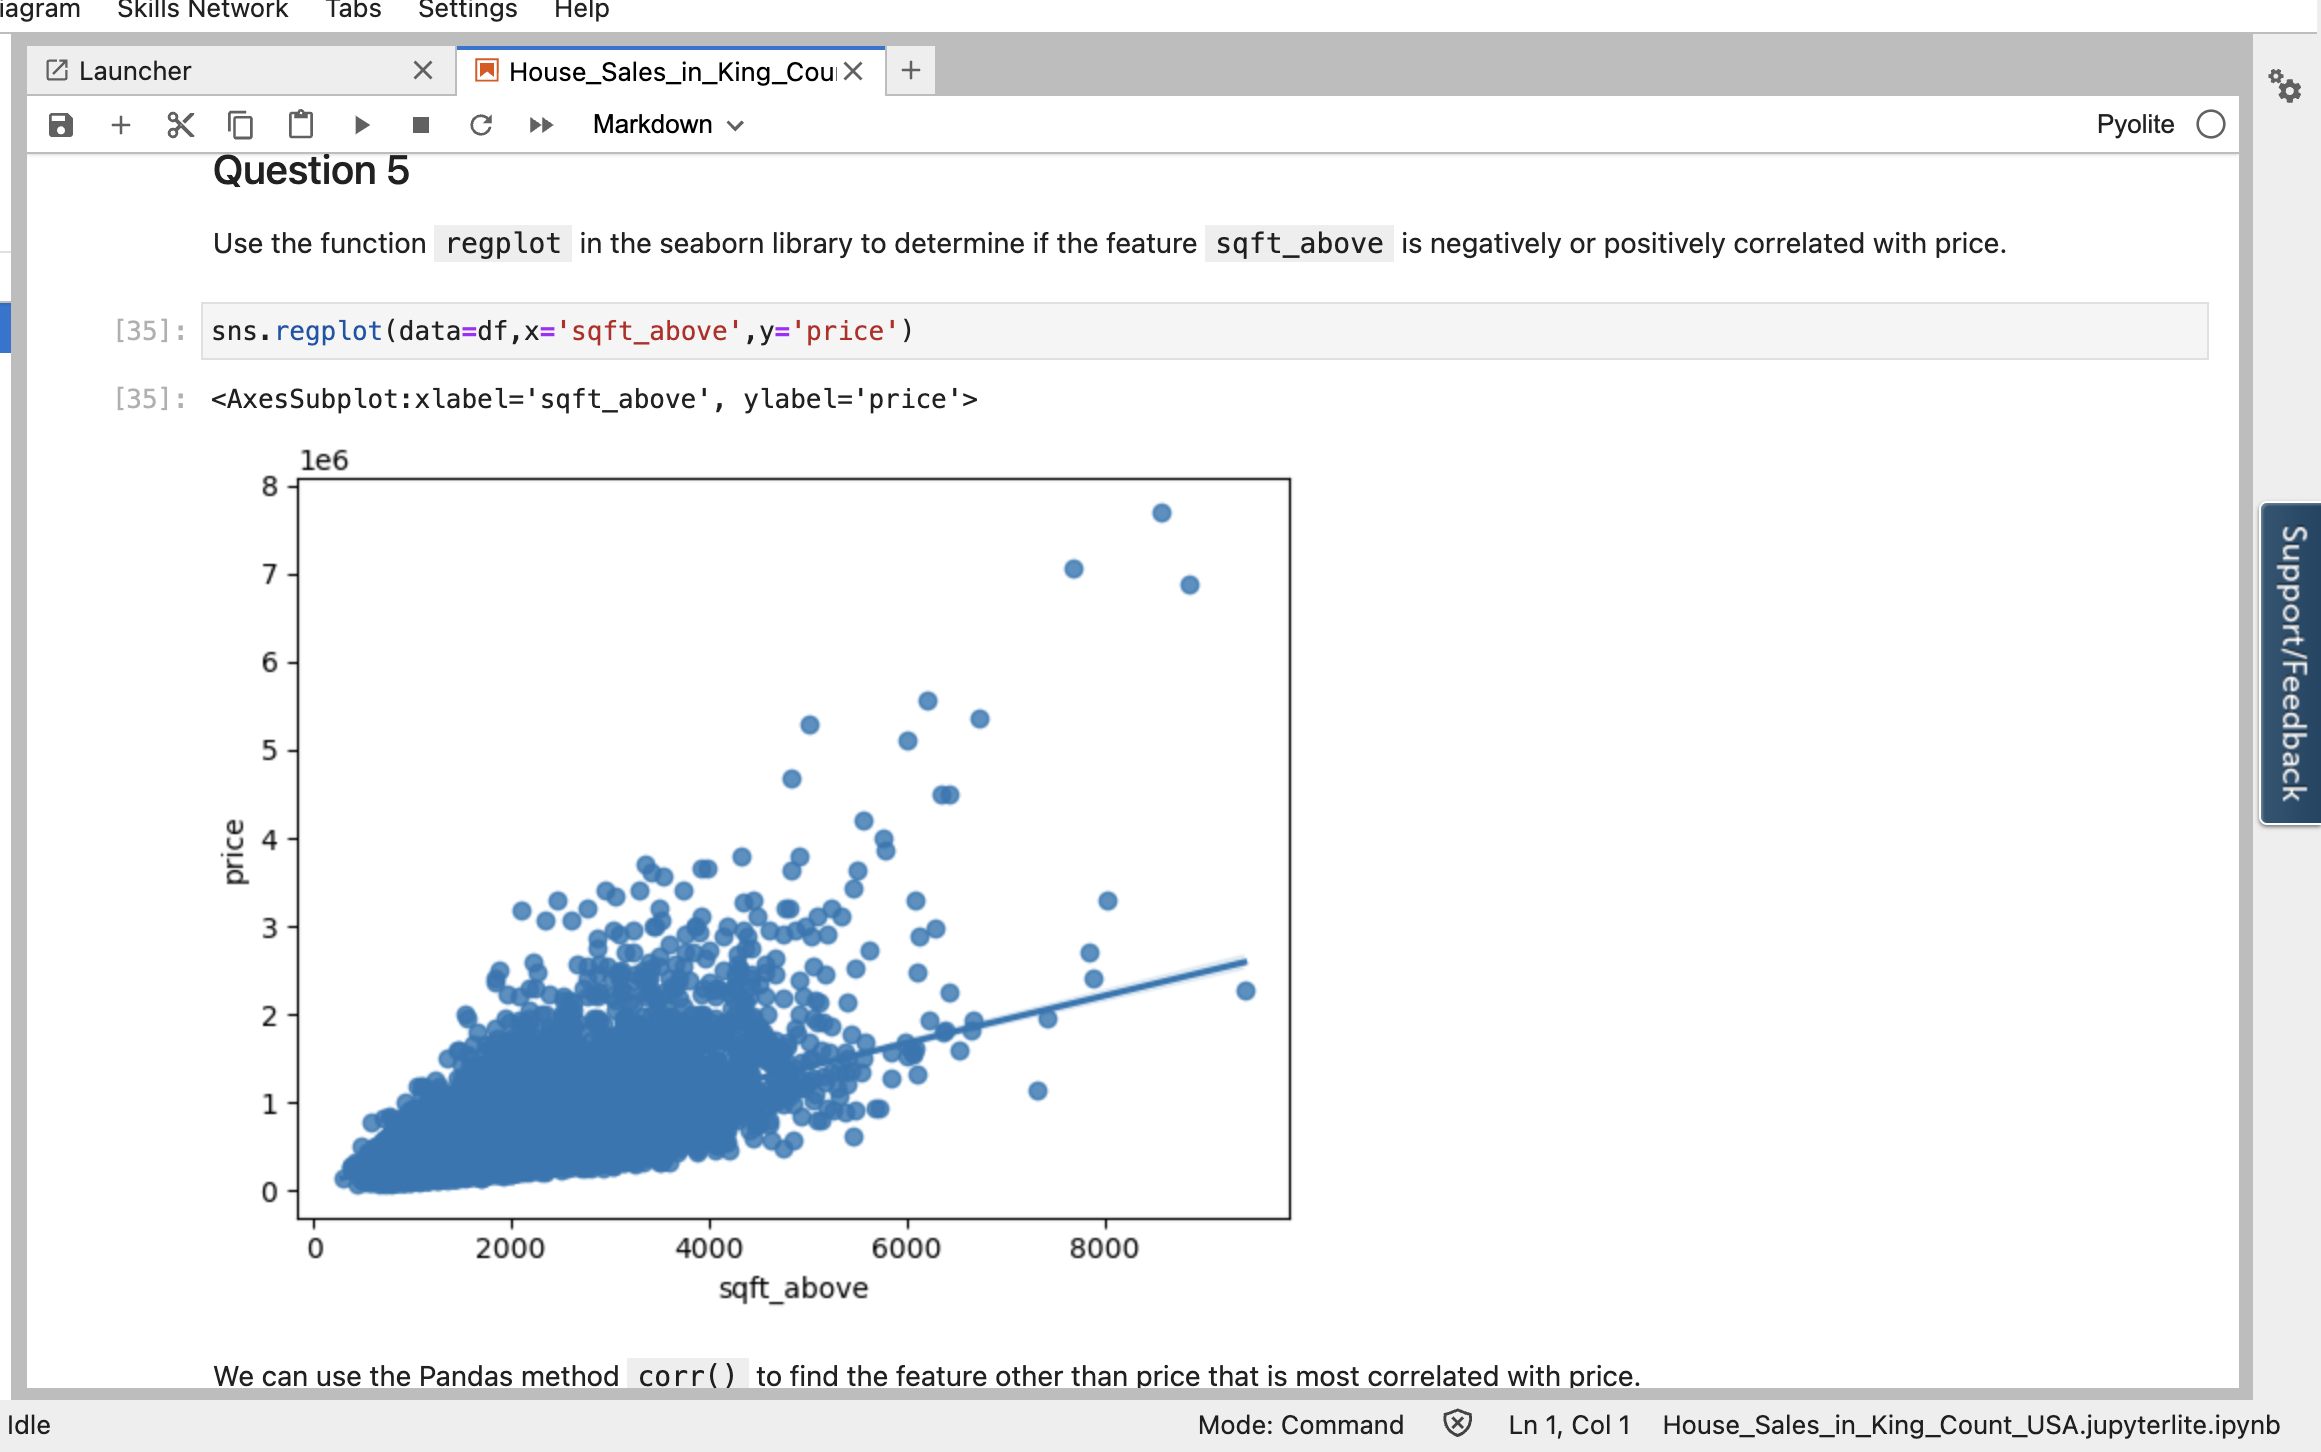 iagram Skills Network Tabs Settings Help
Launcher House_Sales_in_King_Cou
Markdown Pyolite
Question 5
Use the function regplot in the seaborn library to determine if the feature sqft_above is negatively or positively correlated with price.
[35]: sns.regplot(data=df,x='sqft_above',y='price')
[35]: <AxesSubplot:xlabel='sqft_above', ylabel='price'>
1e6
8
7
6
5
4
3
2
1
0
price
0 2000 4000 6000 8000
sqft_above
We can use the Pandas method corr() to find the feature other than price that is most correlated with price.
Support/Feedback
Idle Mode: Command Ln 1, Col 1 House_Sales_in_King_Count_USA.jupyterlite.ipynb